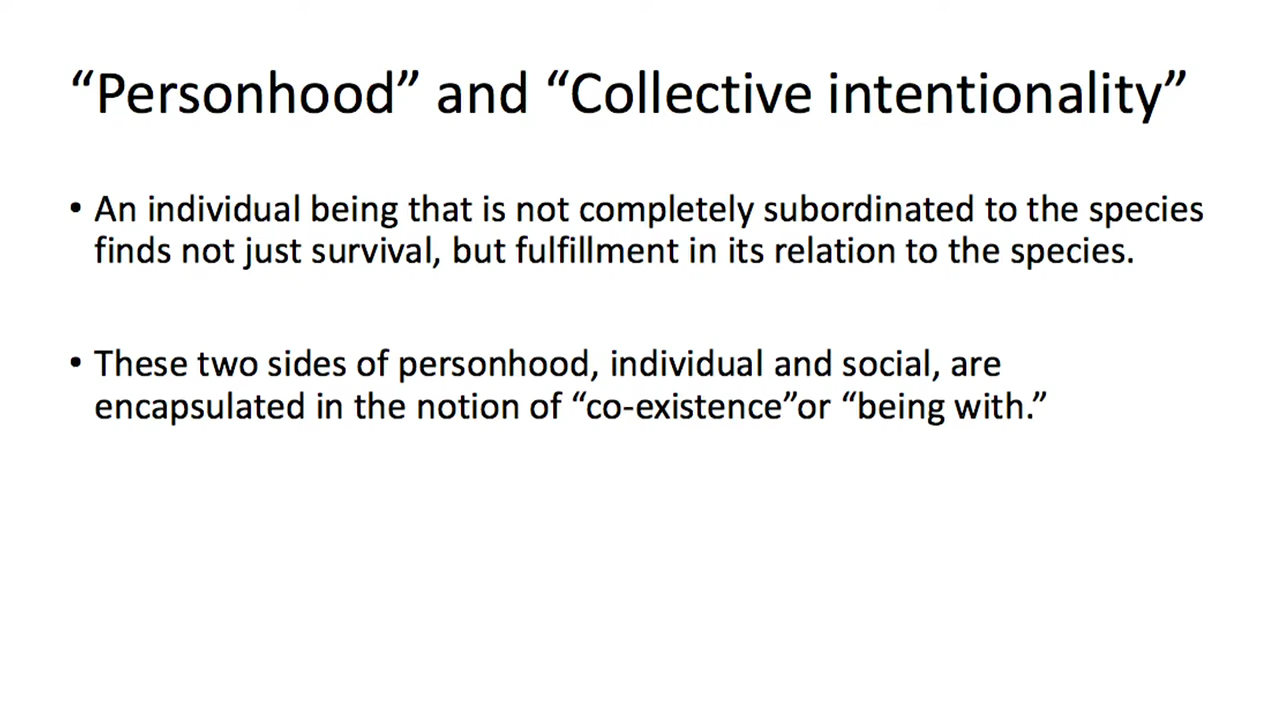 “Personhood” and “Collective intentionality”
• An individual being that is not completely subordinated to the species
finds not just survival, but fulfillment in its relation to the species.
• These two sides of personhood, individual and social, are
encapsulated in the notion of “co-existence”or “being with.”